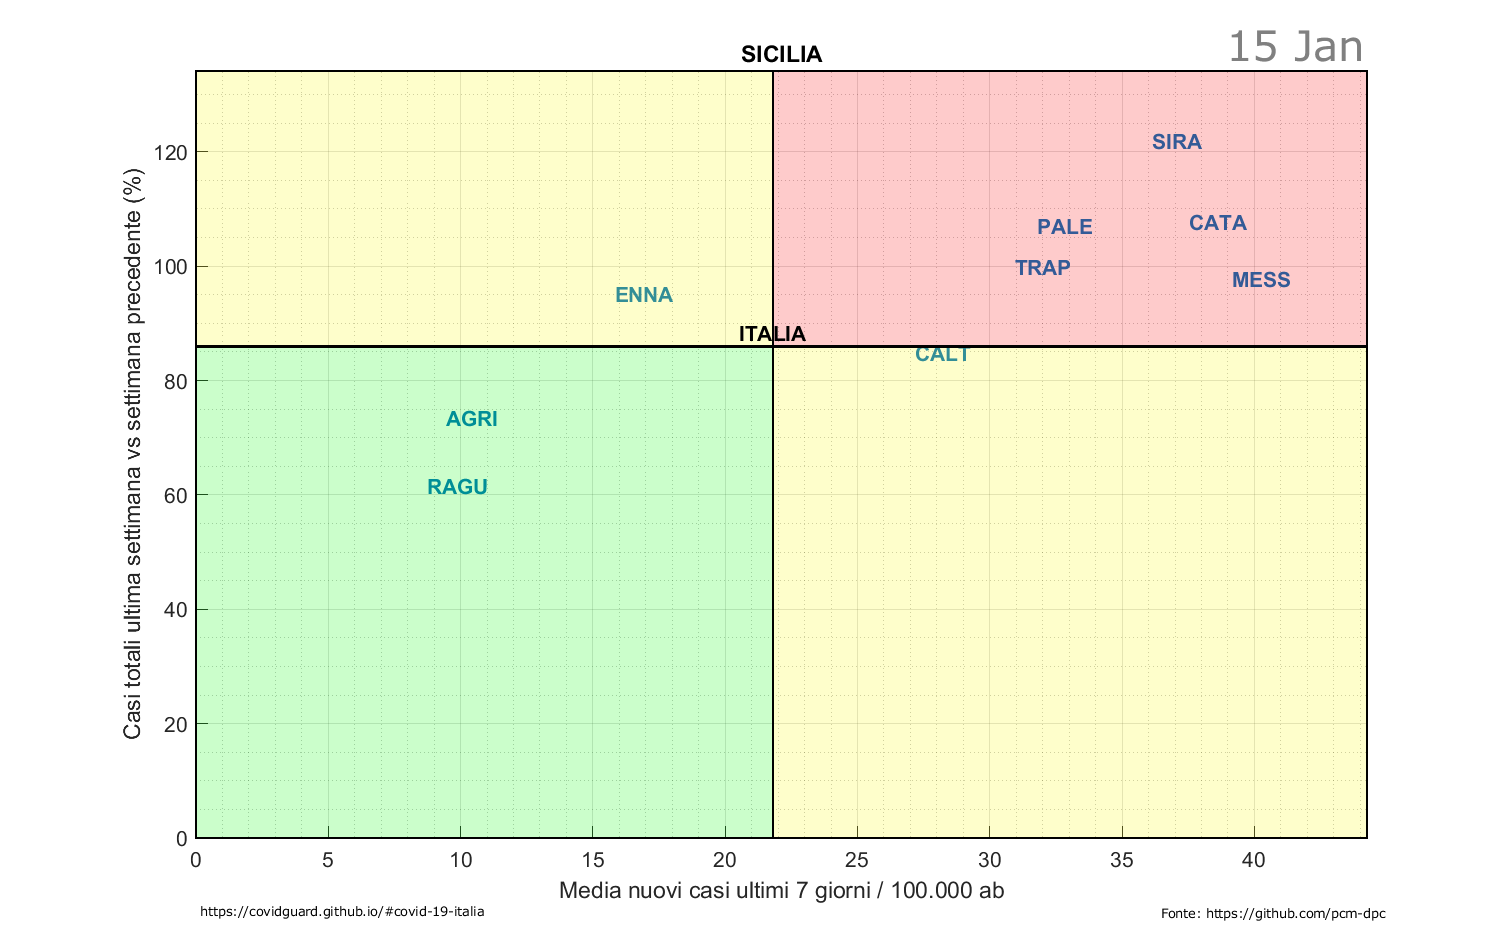 15 Jan
SICILIA
Casi totali ultima settimana vs settimana precedente (%)
120
100
80
60
40
20
0
SIRA
PALE
CATA
TRAP
MESS
ENNA
ITALIA
CALT
AGRI
RAGU
0 5 10 15 20 25 30 35 40
Media nuovi casi ultimi 7 giorni / 100.000 ab
https://covidguard.github.io/#covid-19-italia
Fonte: https://github.com/pcm-dpc